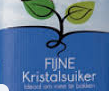 FIJNE
Kristalsuiker
Ideaal om mee te bakken